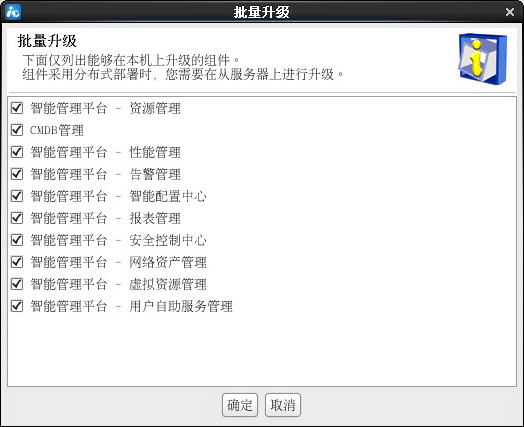 批量升级
批量升级
下面仅列出能够在本机上升级的组件。
组件采用分布式部署时，您需要在从服务器上进行升级。
智能管理平台 - 资源管理
CMDB管理
智能管理平台 - 性能管理
智能管理平台 - 告警管理
智能管理平台 - 智能配置中心
智能管理平台 - 报表管理
智能管理平台 - 安全控制中心
智能管理平台 - 网络资产管理
智能管理平台 - 虚拟资源管理
智能管理平台 - 用户自助服务管理
确定 取消